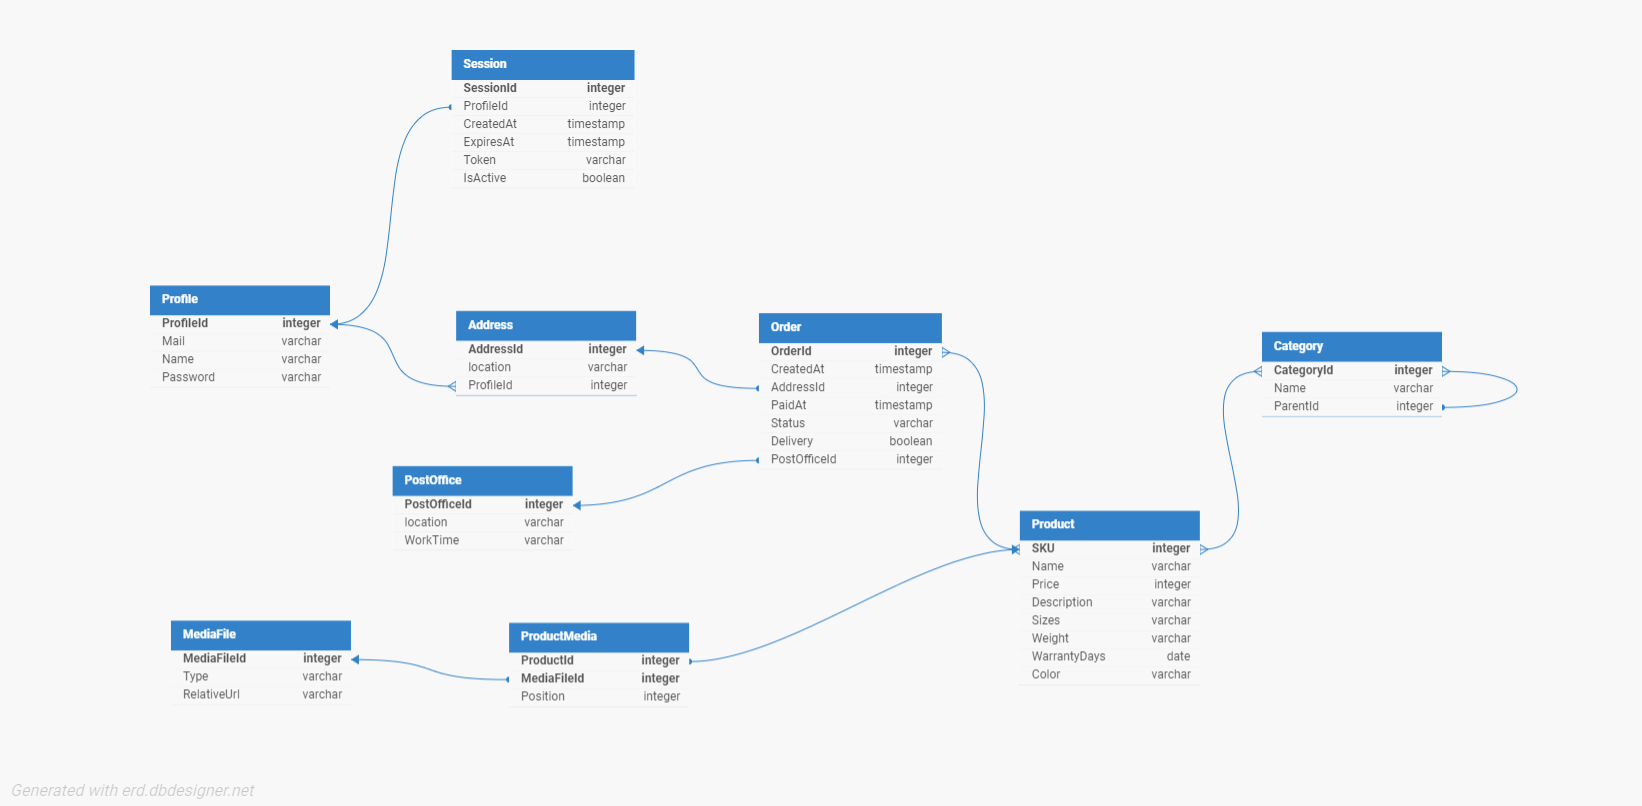 Session
SessionId integer
ProfileId integer
CreatedAt timestamp
ExpiresAt timestamp
Token varchar
IsActive boolean
Profile
ProfileId integer
Mail varchar
Name varchar
Password varchar
Address
AddressId integer
location varchar
ProfileId integer
Order
OrderId integer
CreatedAt timestamp
AddressId integer
PaidAt timestamp
Status varchar
Delivery boolean
PostOfficeId integer
Category
CategoryId integer
Name varchar
ParentId integer
PostOffice
PostOfficeId integer
location varchar
WorkTime varchar
Product
SKU integer
Name varchar
Price integer
Description varchar
Sizes varchar
Weight varchar
WarrantyDays date
Color varchar
MediaFile
MediaFileId integer
Type varchar
RelativeUrl varchar
ProductMedia
ProductId integer
MediaFileId integer
Position integer
Generated with erd.dbdesigner.net